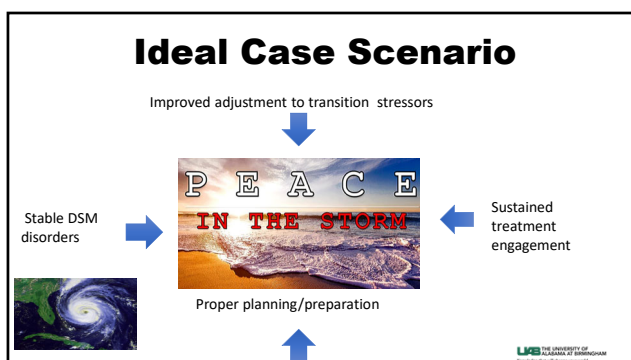 Ideal Case Scenario
Improved adjustment to transition stressors
P E A C E
IN THE STORM
Stable DSM
disorders
Sustained
treatment
engagement
Proper planning/preparation
UAB THE UNIVERSITY OF
ALABAMA AT BIRMINGHAM